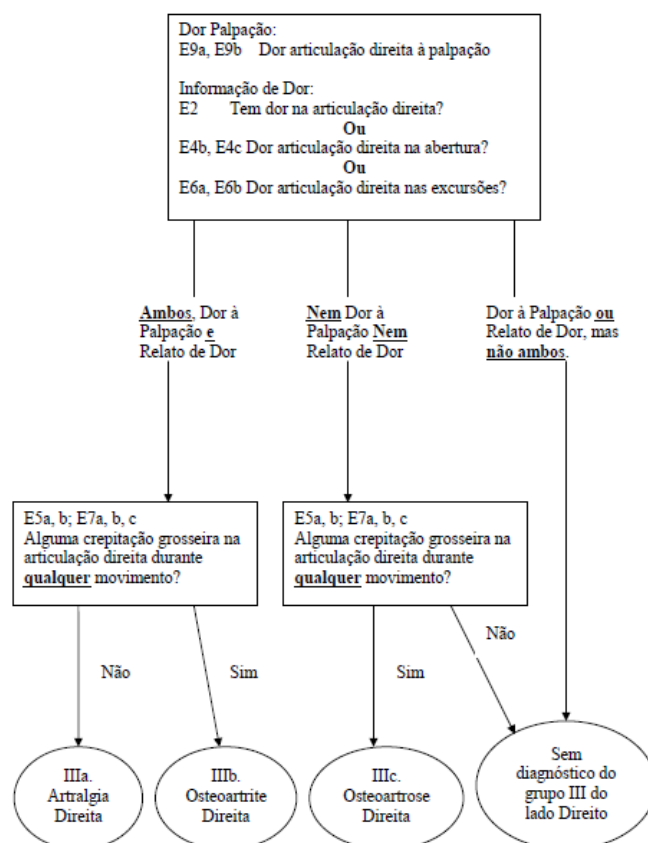 Dor Palpação:
E9a, E9b Dor articulação direita à palpação
Informação de Dor:
E2 Tem dor na articulação direita?
Ou
E4b, E4c Dor articulação direita na abertura?
Ou
E6a, E6b Dor articulação direita nas excursões?
Ambos, Dor à
Palpação e
Relato de Dor
Nem Dor à
Palpação Nem
Relato de Dor
Dor à Palpação ou
Relato de Dor, mas
não ambos.
E5a, b; E7a, b, c
Alguma crepitação grosseira na
articulação direita durante
qualquer movimento?
E5a, b; E7a, b, c
Alguma crepitação grosseira na
articulação direita durante
qualquer movimento?
Não
Sim
Sim
Não
IIIa.
Artralgia
Direita
IIIb.
Osteoartrite
Direita
IIIc.
Osteoartrose
Direita
Sem
diagnóstico do
grupo III do
lado Direito